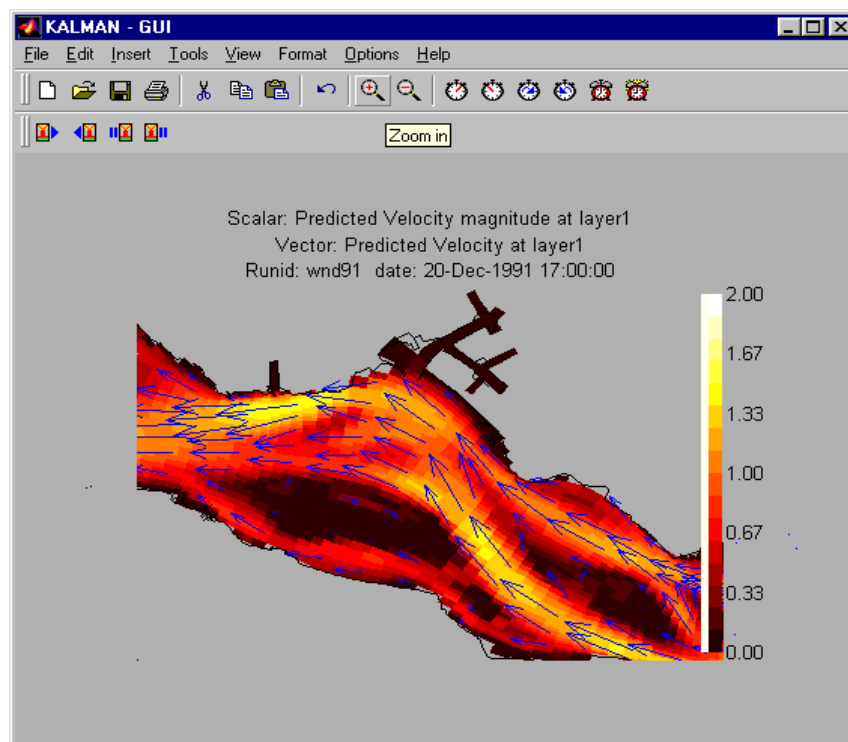 KALMAN - GUI
File Edit Insert Tools View Format Options Help
Zoom in
Scalar: Predicted Velocity magnitude at layer1
Vector: Predicted Velocity at layer1
Runid: wnd91 date: 20-Dec-1991 17:00:00
2.00
1.67
1.33
1.00
0.67
0.33
0.00